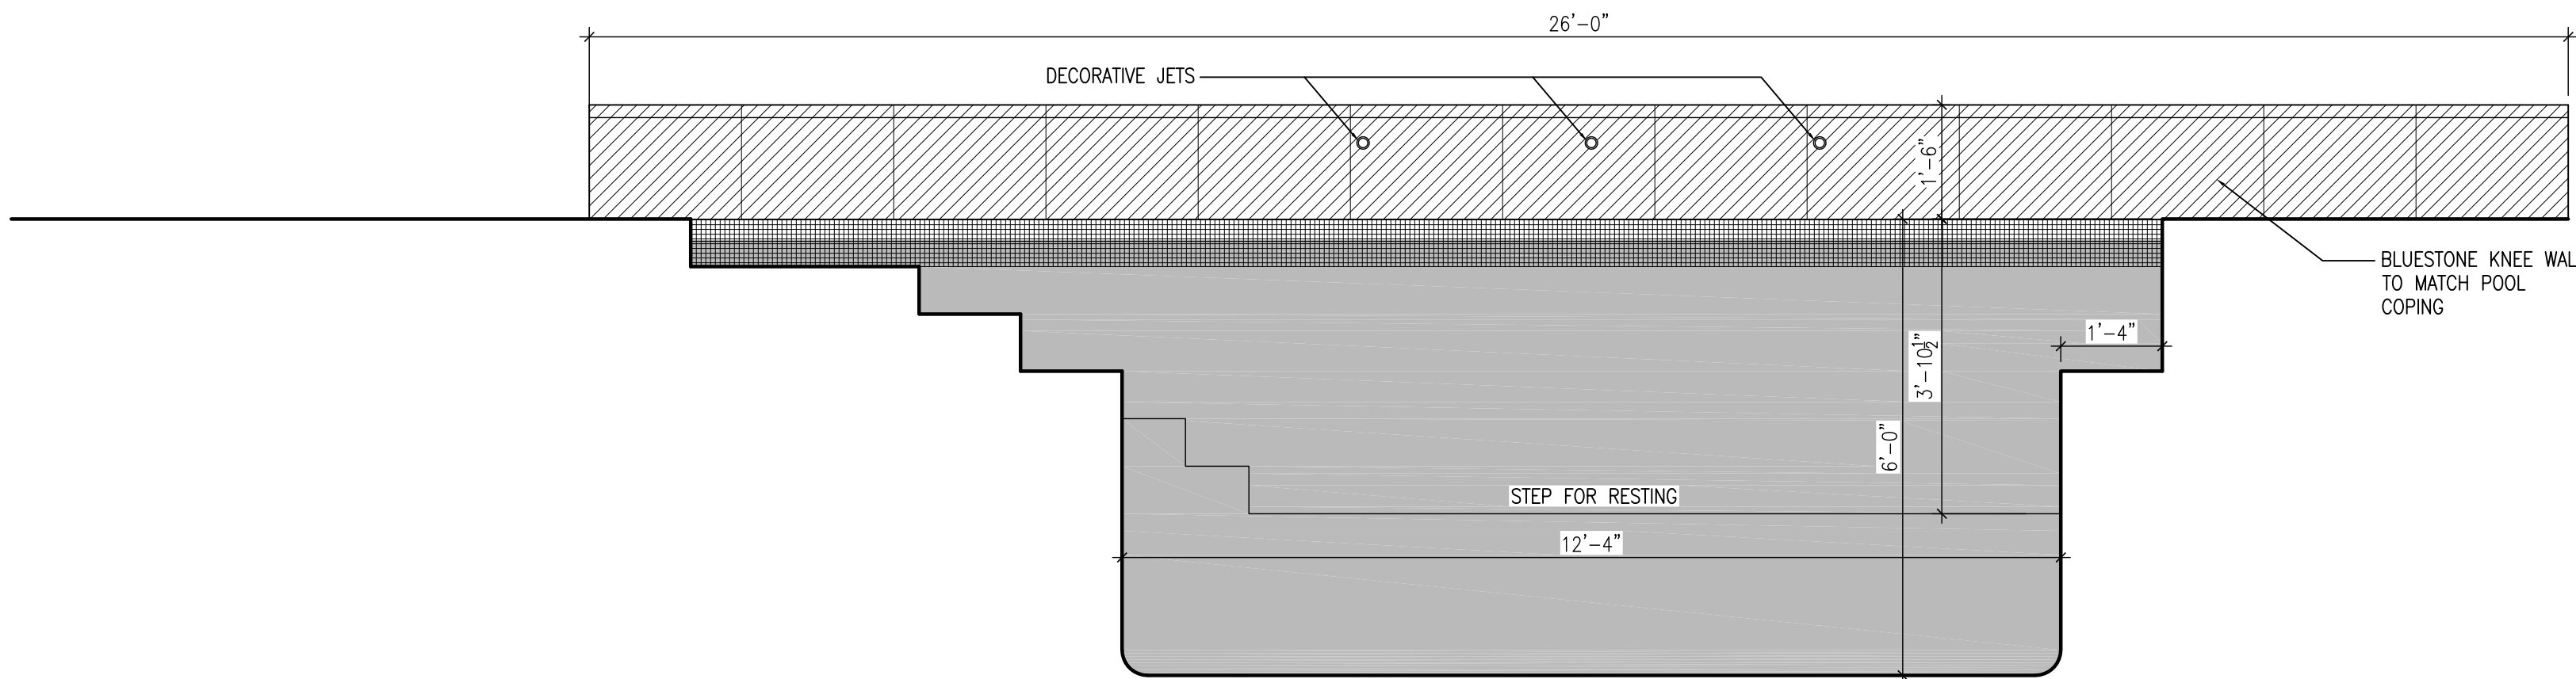 26'-0"
DECORATIVE JETS
1'-6"
BLUESTONE KNEE WAL
TO MATCH POOL
COPING
1'-4"
3'-10½"
6'-0"
STEP FOR RESTING
12'-4"